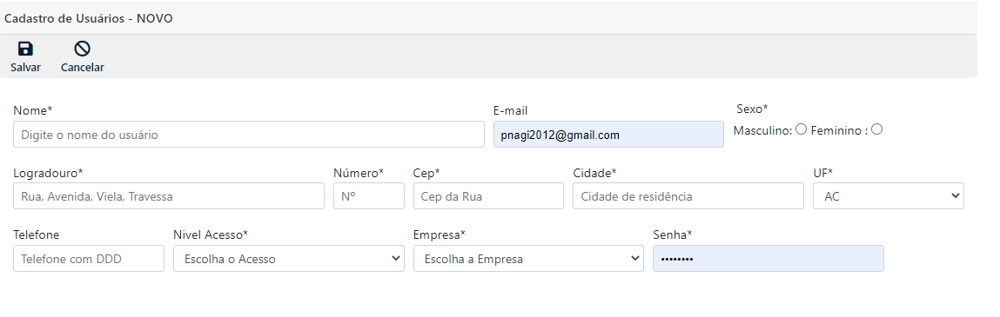 Cadastro de Usuários - NOVO
Salvar Cancelar
Nome* E-mail Sexo*
Digite o nome do usuário pnagi2012@gmail.com Masculino: Feminino :
Logradouro* Número* Cep* Cidade* UF*
Rua, Avenida, Viela, Travessa Nº Cep da Rua Cidade de residência AC
Telefone Nivel Acesso* Empresa* Senha*
Telefone com DDD Escolha o Acesso Escolha a Empresa ••••••••